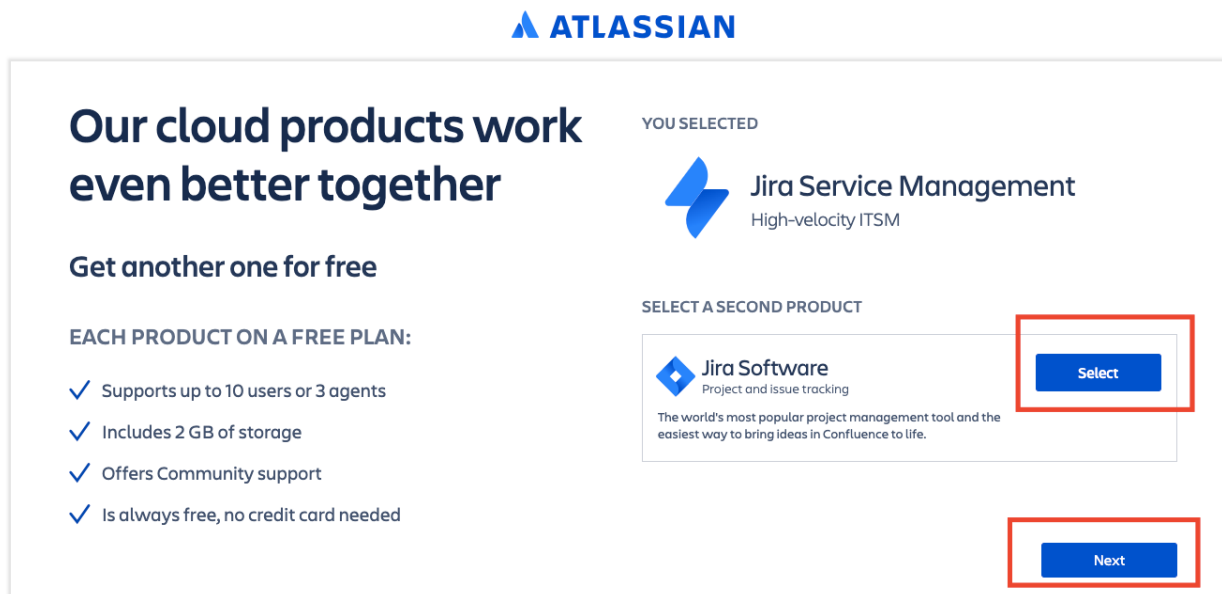 ATLASSIAN
Our cloud products work
even better together
Get another one for free
EACH PRODUCT ON A FREE PLAN:
Supports up to 10 users or 3 agents
Includes 2 GB of storage
Offers Community support
Is always free, no credit card needed
YOU SELECTED
Jira Service Management
High-velocity ITSM
SELECT A SECOND PRODUCT
Jira Software
Project and issue tracking
The world's most popular project management tool and the
easiest way to bring ideas in Confluence to life.
Select
Next